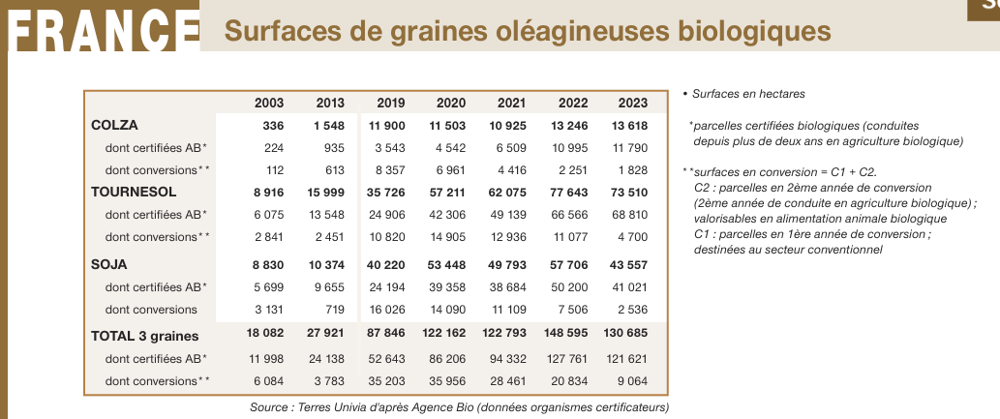 FRANCE
Surfaces de graines oléagineuses biologiques
2003 2013 2019 2020 2021 2022 2023
COLZA 336 1 548 11 900 11 503 10 925 13 246 13 618
dont certifiées AB* 224 935 3 543 4 542 6 509 10 995 11 790
dont conversions** 112 613 8 357 6 961 4 416 2 251 1 828
TOURNESOL 8 916 15 999 35 726 57 211 62 075 77 643 73 510
dont certifiées AB* 6 075 13 548 24 906 42 306 49 139 66 566 68 810
dont conversions** 2 841 2 451 10 820 14 905 12 936 11 077 4 700
SOJA 8 830 10 374 40 220 53 448 49 793 57 706 43 557
dont certifiées AB* 5 699 9 655 24 194 39 358 38 684 50 200 41 021
dont conversions 3 131 719 16 026 14 090 11 109 7 506 2 536
TOTAL 3 graines 18 082 27 921 87 846 122 162 122 793 148 595 130 685
dont certifiées AB* 11 998 24 138 52 643 86 206 94 332 127 761 121 621
dont conversions** 6 084 3 783 35 203 35 956 28 461 20 834 9 064
Source : Terres Univia d'après Agence Bio (données organismes certificateurs)
• Surfaces en hectares
*parcelles certifiées biologiques (conduites
depuis plus de deux ans en agriculture biologique)
**surfaces en conversion = C1 + C2.
C2 : parcelles en 2ème année de conversion
(2ème année de conduite en agriculture biologique) ;
valorisables en alimentation animale biologique
C1 : parcelles en 1ère année de conversion ;
destinées au secteur conventionnel